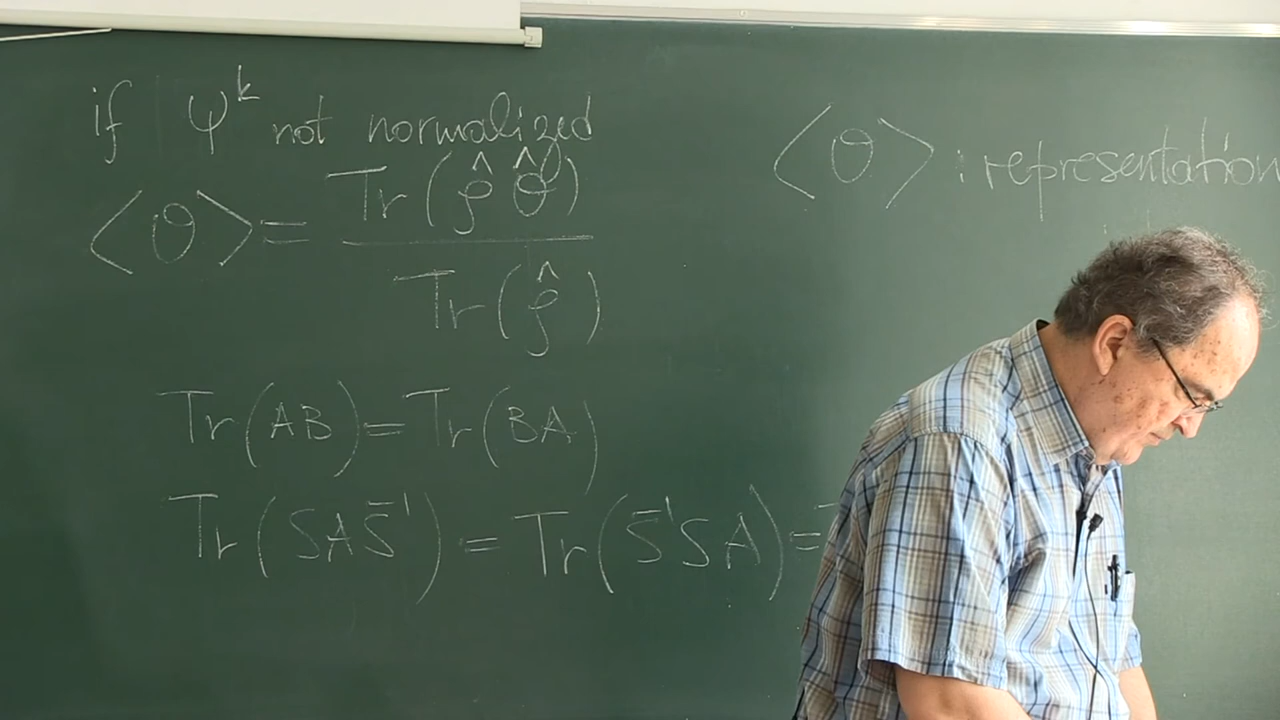 if ψ^k not normalized
⟨θ⟩ = Tr(ρ̂ θ̂) / Tr(ρ̂)
Tr(AB) = Tr(BA)
Tr(SAS⁻¹) = Tr(S⁻¹SA) =
⟨θ⟩ : representation